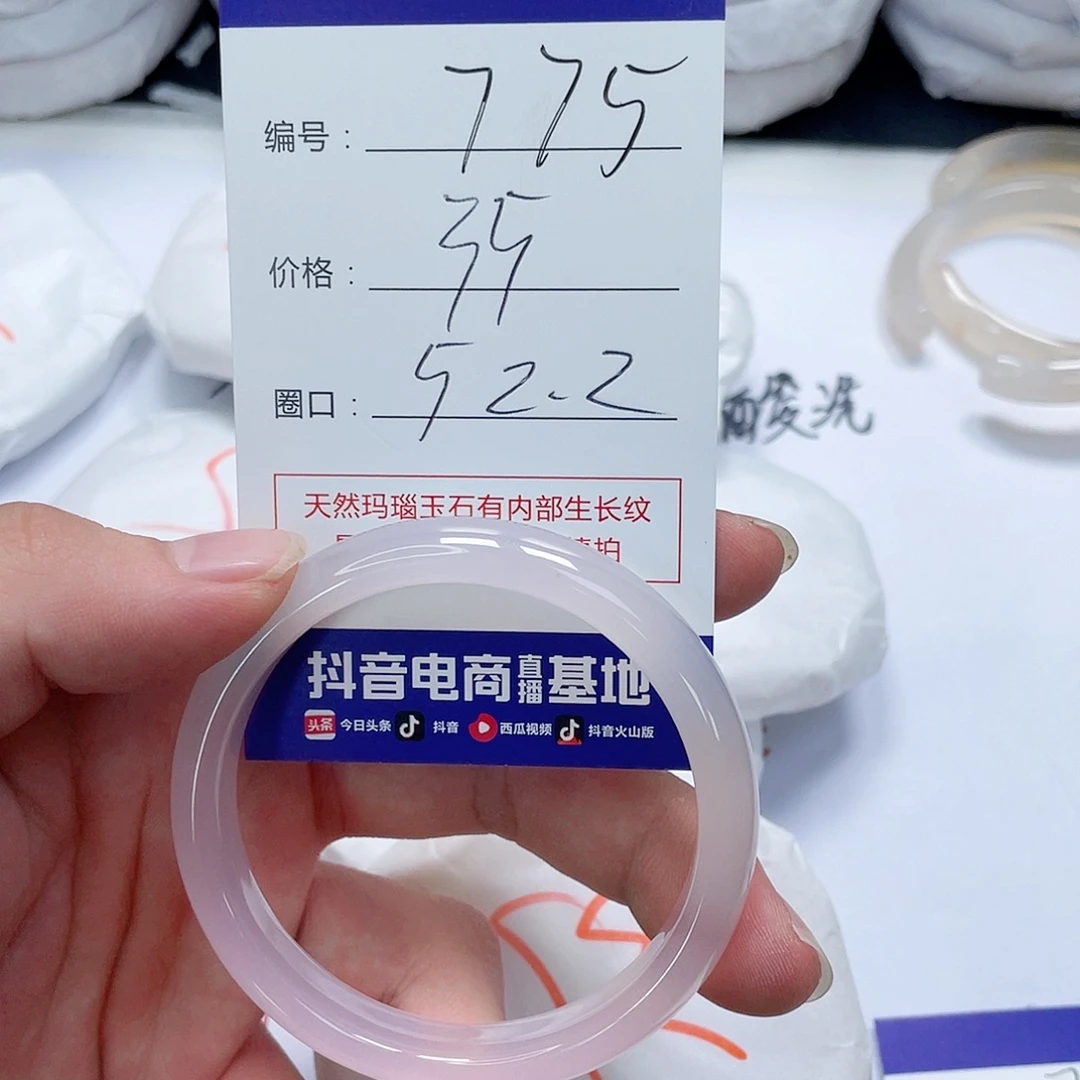 编号： 775
价格： 35
圈口： 52.2
天然玛瑙玉石有内部生长纹
拍
抖音电商直播基地
头条 今日头条 抖音 西瓜视频 抖音火山版